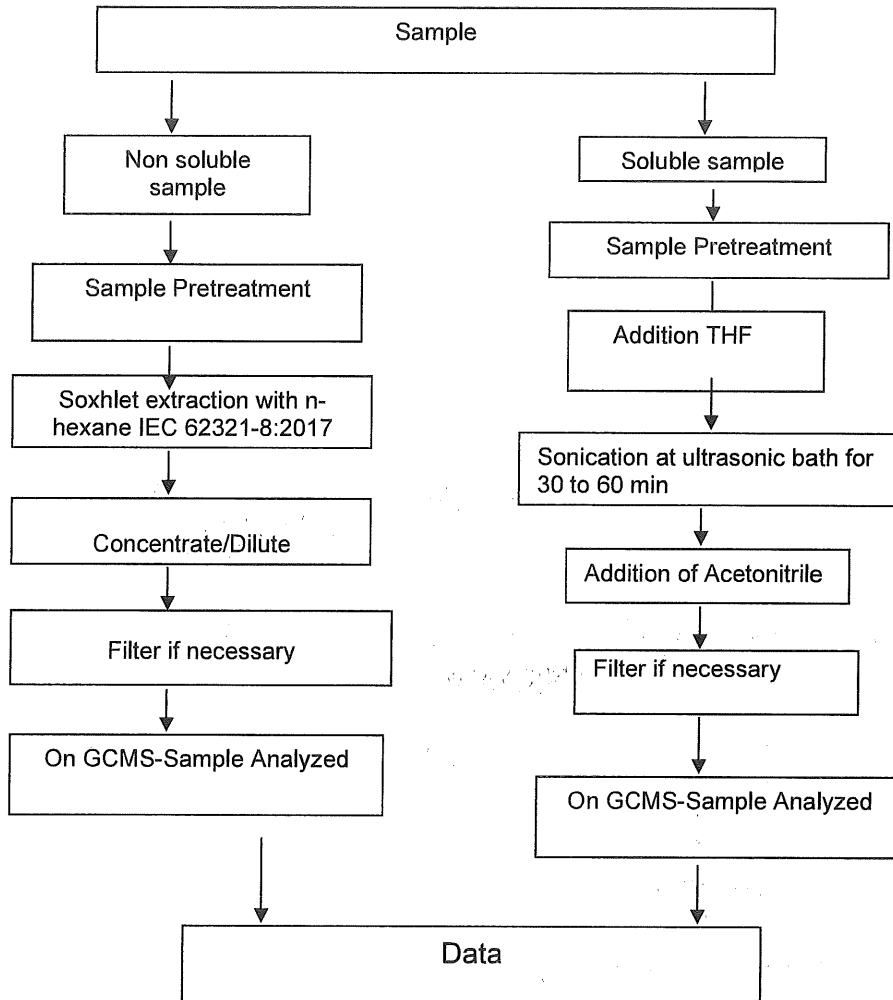 Sample
Non soluble
sample
Sample Pretreatment
Soxhlet extraction with n-
hexane IEC 62321-8:2017
Concentrate/Dilute
Filter if necessary
On GCMS-Sample Analyzed
Soluble sample
Sample Pretreatment
Addition THF
Sonication at ultrasonic bath for
30 to 60 min
Addition of Acetonitrile
Filter if necessary
On GCMS-Sample Analyzed
Data